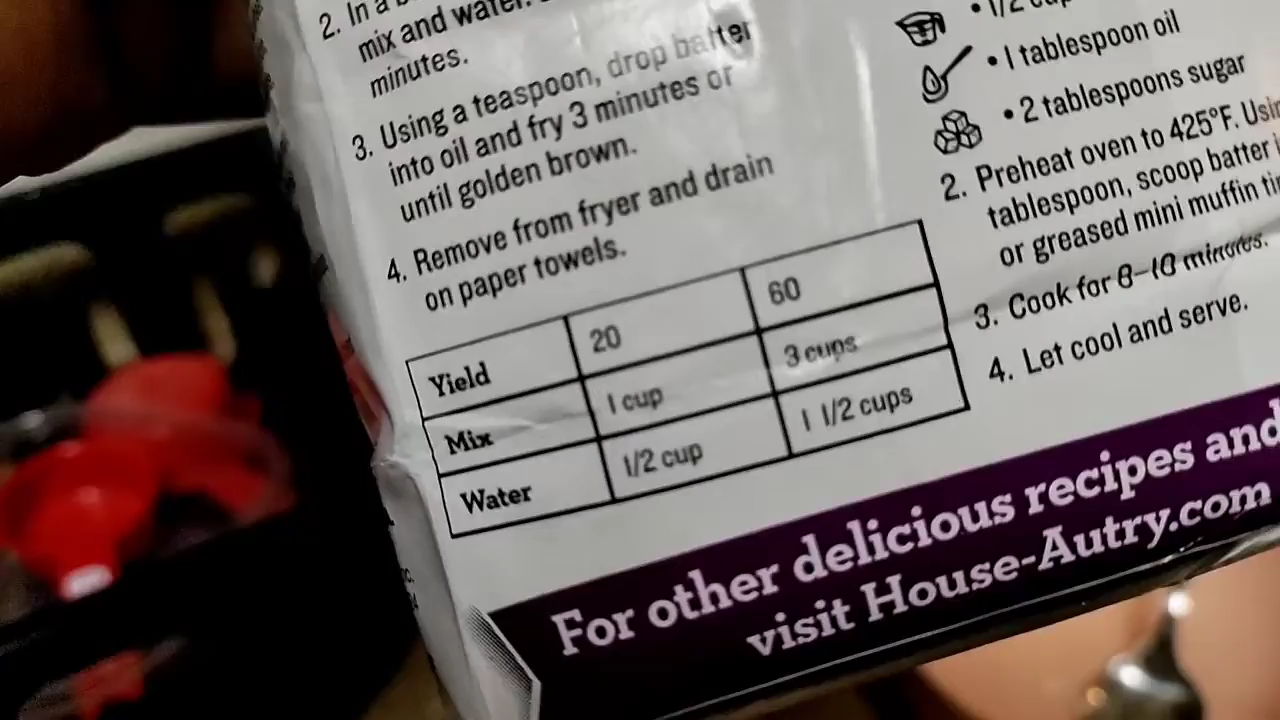 2. In a
mix and water.
minutes.
3. Using a teaspoon, drop batter
into oil and fry 3 minutes or
until golden brown.
4. Remove from fryer and drain
on paper towels.
Yield 20 60
Mix 1 cup 3 cups
Water 1/2 cup 1 1/2 cups
• 1/2 cup
• 1 tablespoon oil
• 2 tablespoons sugar
2. Preheat oven to 425°F.
tablespoon, scoop batter
or greased mini muffin
3. Cook for 8-10 minutes.
4. Let cool and serve.
For other delicious recipes and
visit House-Autry.com